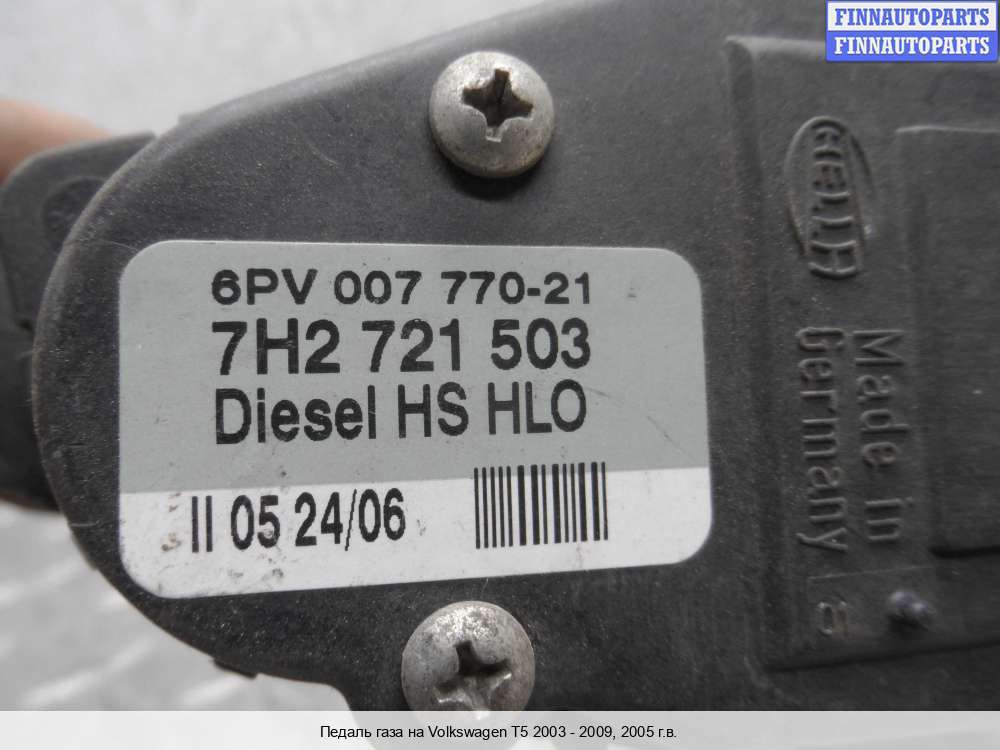 FINNAUTOPARTS
FINNAUTOPARTS
HELLA
6PV 007 770-21
7H2 721 503
Diesel HS HLO
II 05 24/06
Made in
Germany
Педаль газа на Volkswagen T5 2003 - 2009, 2005 г.в.